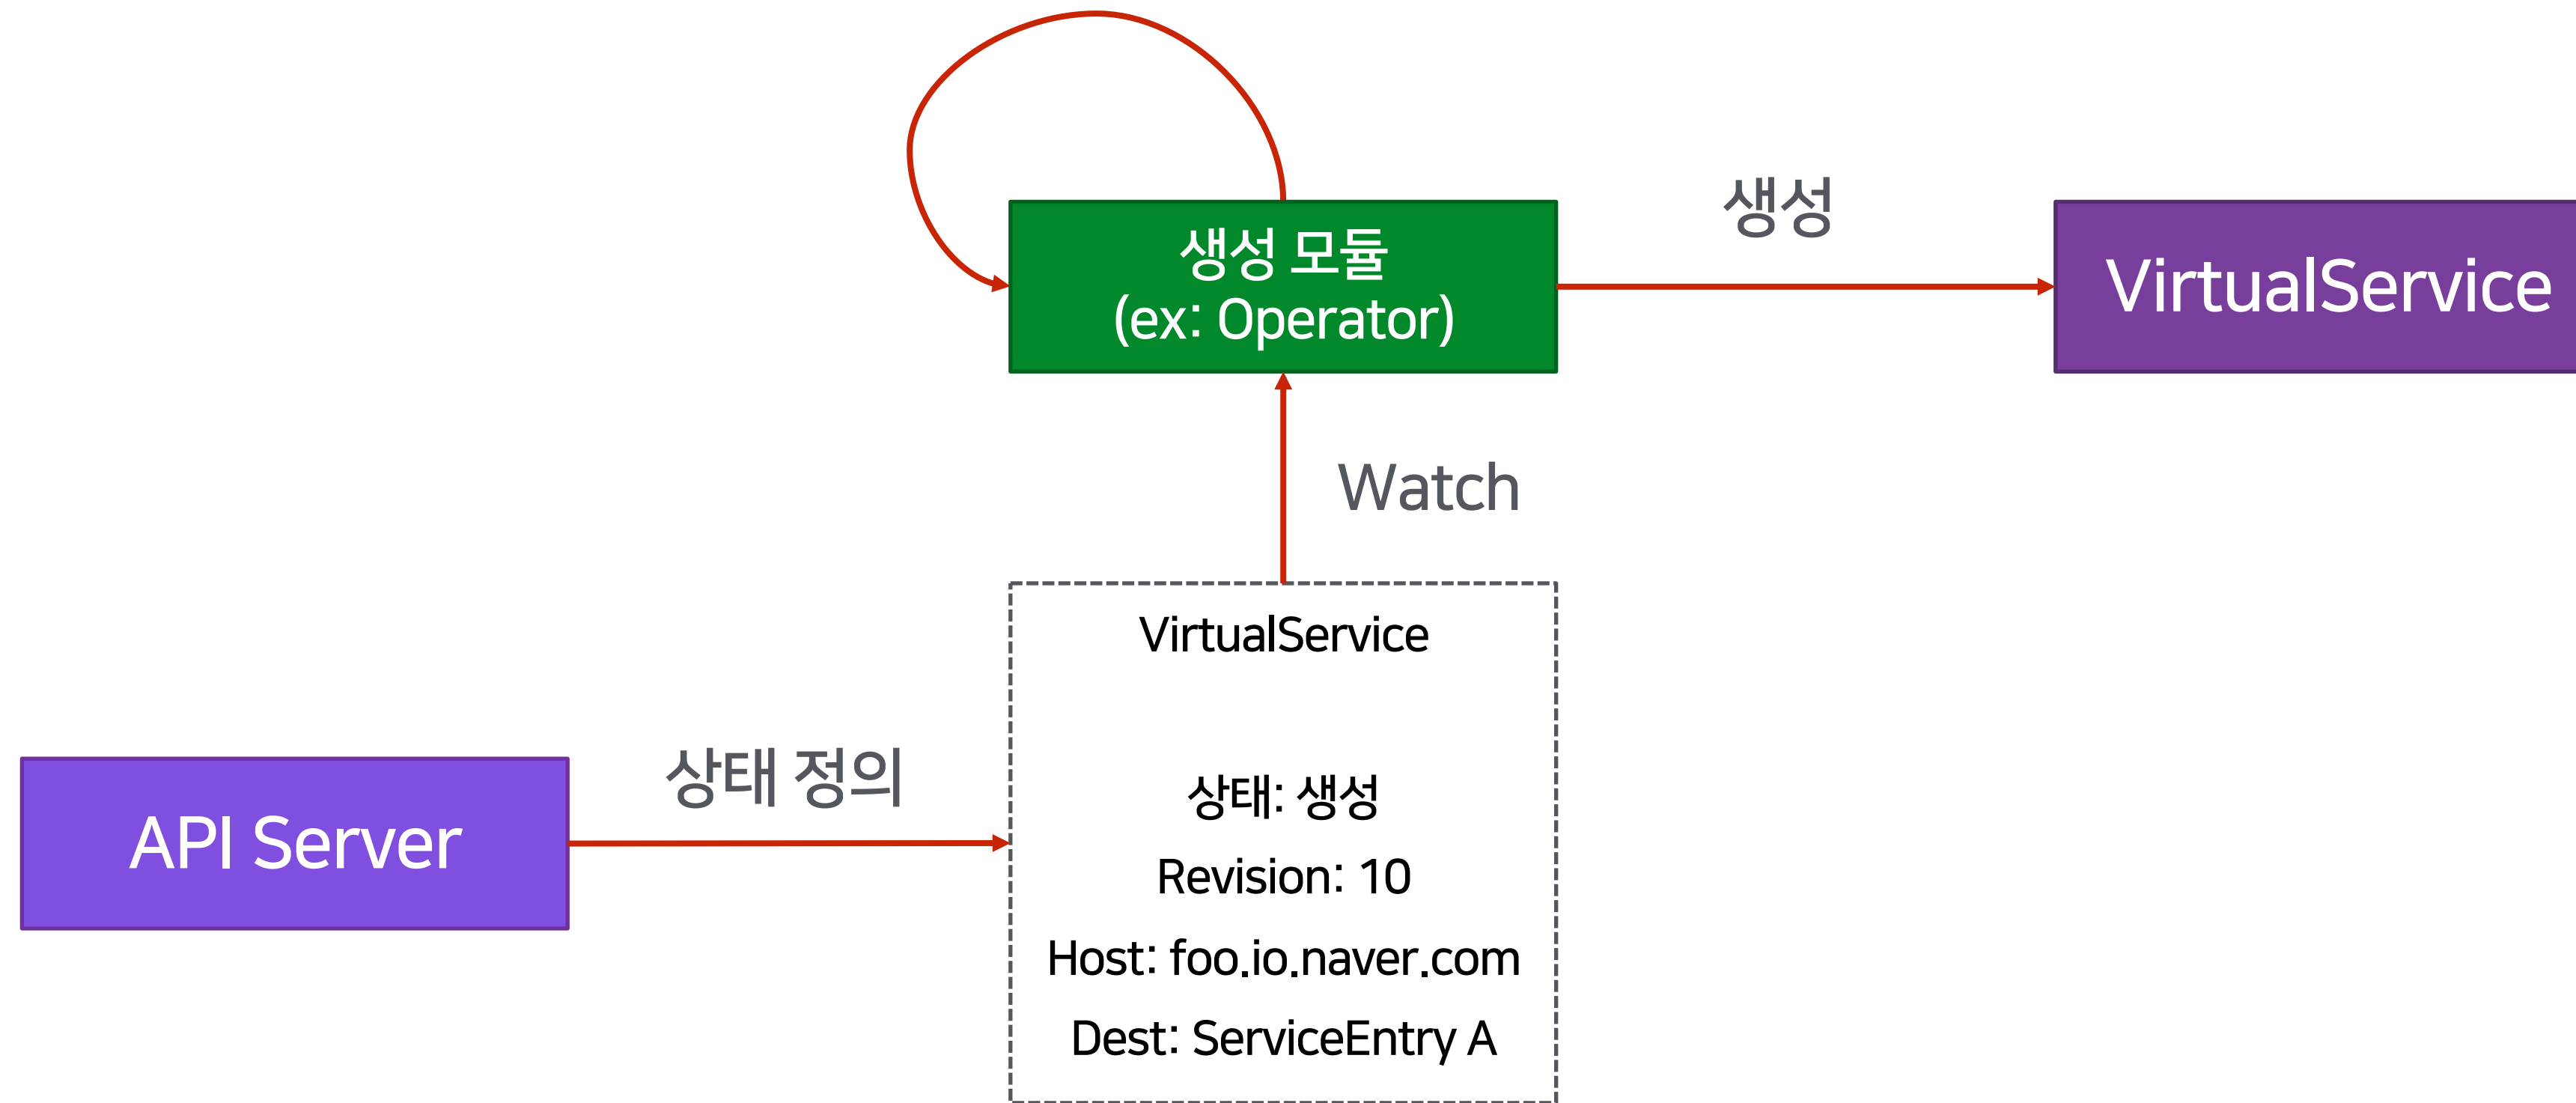 생성
생성 모듈
(ex: Operator)
VirtualService
Watch
VirtualService
상태 정의
API Server
상태: 생성
Revision: 10
Host: foo.io.naver.com
Dest: ServiceEntry A